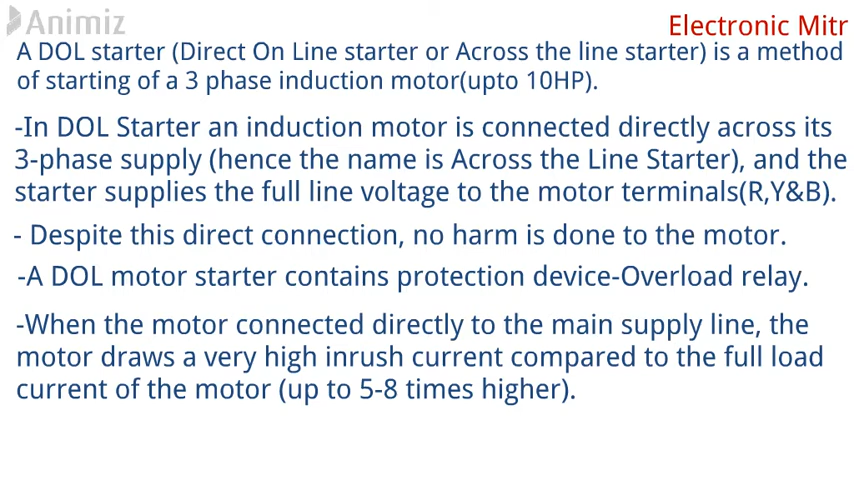 Animiz
Electronic Mitr
A DOL starter (Direct On Line starter or Across the line starter) is a method
of starting of a 3 phase induction motor(upto 10HP).
-In DOL Starter an induction motor is connected directly across its
3-phase supply (hence the name is Across the Line Starter), and the
starter supplies the full line voltage to the motor terminals(R,Y&B).
- Despite this direct connection, no harm is done to the motor.
-A DOL motor starter contains protection device-Overload relay.
-When the motor connected directly to the main supply line, the
motor draws a very high inrush current compared to the full load
current of the motor (up to 5-8 times higher).